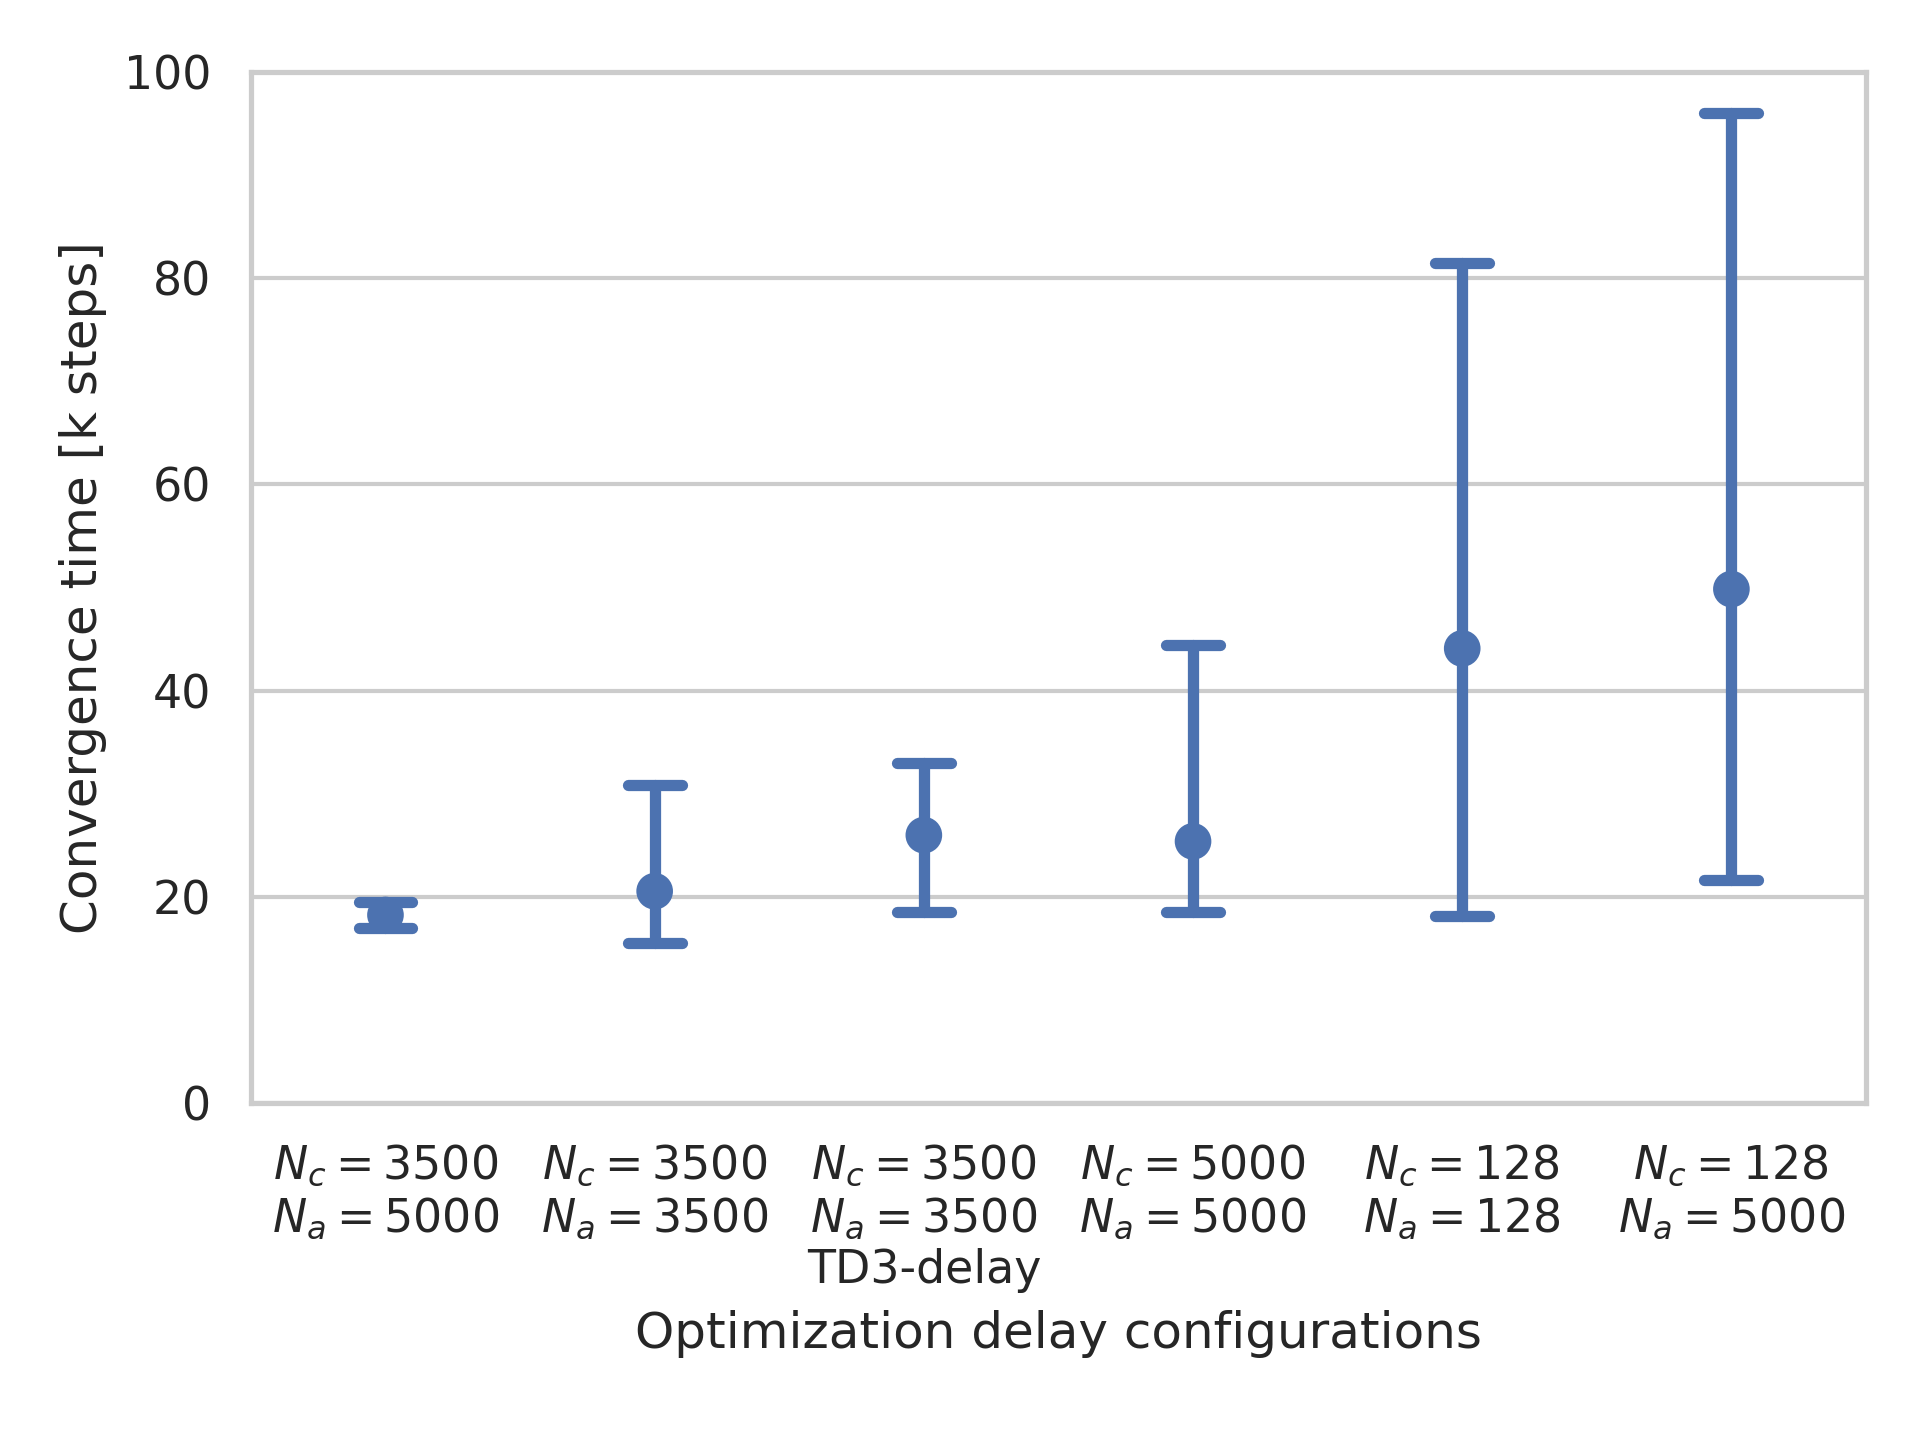 Convergence time [k steps]
100
80
60
40
20
0
N_c = 3500 N_c = 3500 N_c = 3500 N_c = 5000 N_c = 128 N_c = 128
N_a = 5000 N_a = 3500 N_a = 3500 N_a = 5000 N_a = 128 N_a = 5000
TD3-delay
Optimization delay configurations